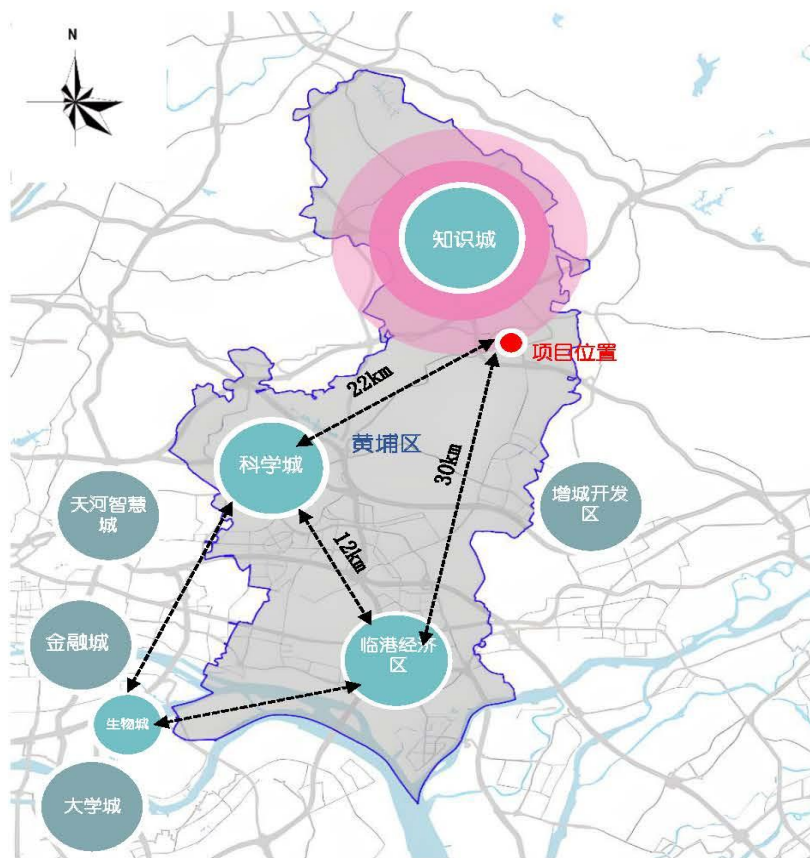 N
知识城
项目位置
22km
黄埔区
科学城
30km
天河智慧
城
增城开发
区
12km
金融城
临港经济
区
生物城
大学城